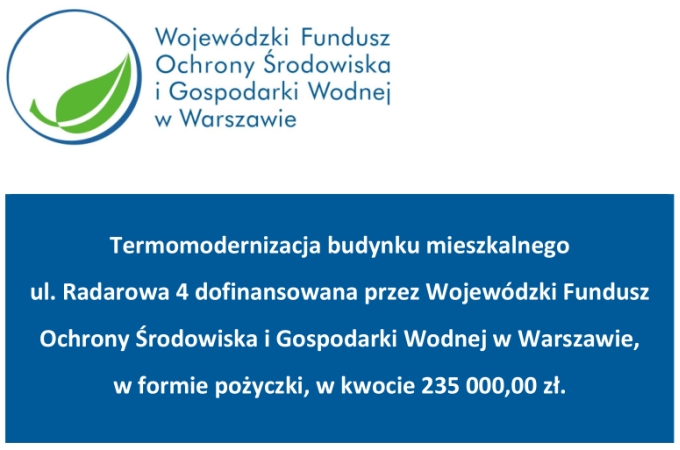 Wojewódzki Fundusz
Ochrony Środowiska
i Gospodarki Wodnej
w Warszawie
Termomodernizacja budynku mieszkalnego
ul. Radarowa 4 dofinansowana przez Wojewódzki Fundusz
Ochrony Środowiska i Gospodarki Wodnej w Warszawie,
w formie pożyczki, w kwocie 235 000,00 zł.